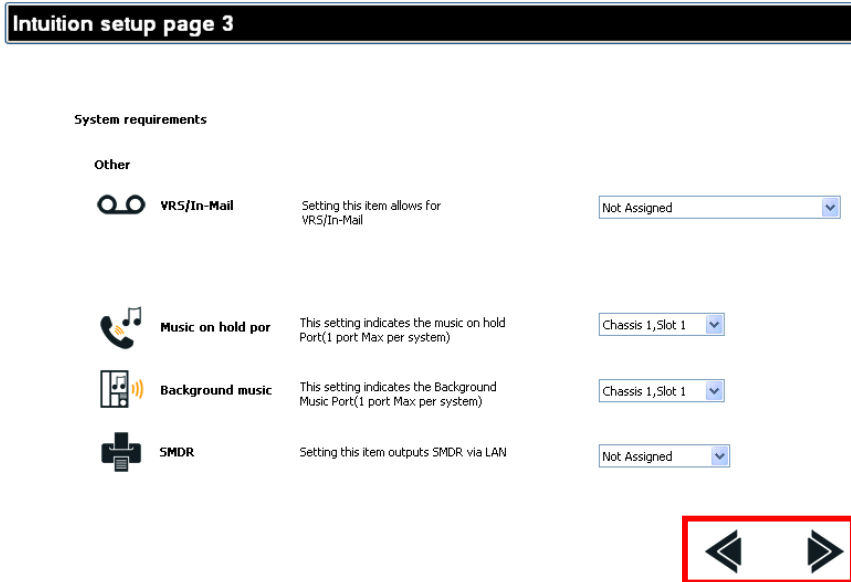 Intuition setup page 3
System requirements
Other
VRS/In-Mail
Setting this item allows for
VRS/In-Mail
Not Assigned
Music on hold por
This setting indicates the music on hold
Port(1 port Max per system)
Chassis 1,Slot 1
Background music
This setting indicates the Background
Music Port(1 port Max per system)
Chassis 1,Slot 1
SMDR
Setting this item outputs SMDR via LAN
Not Assigned